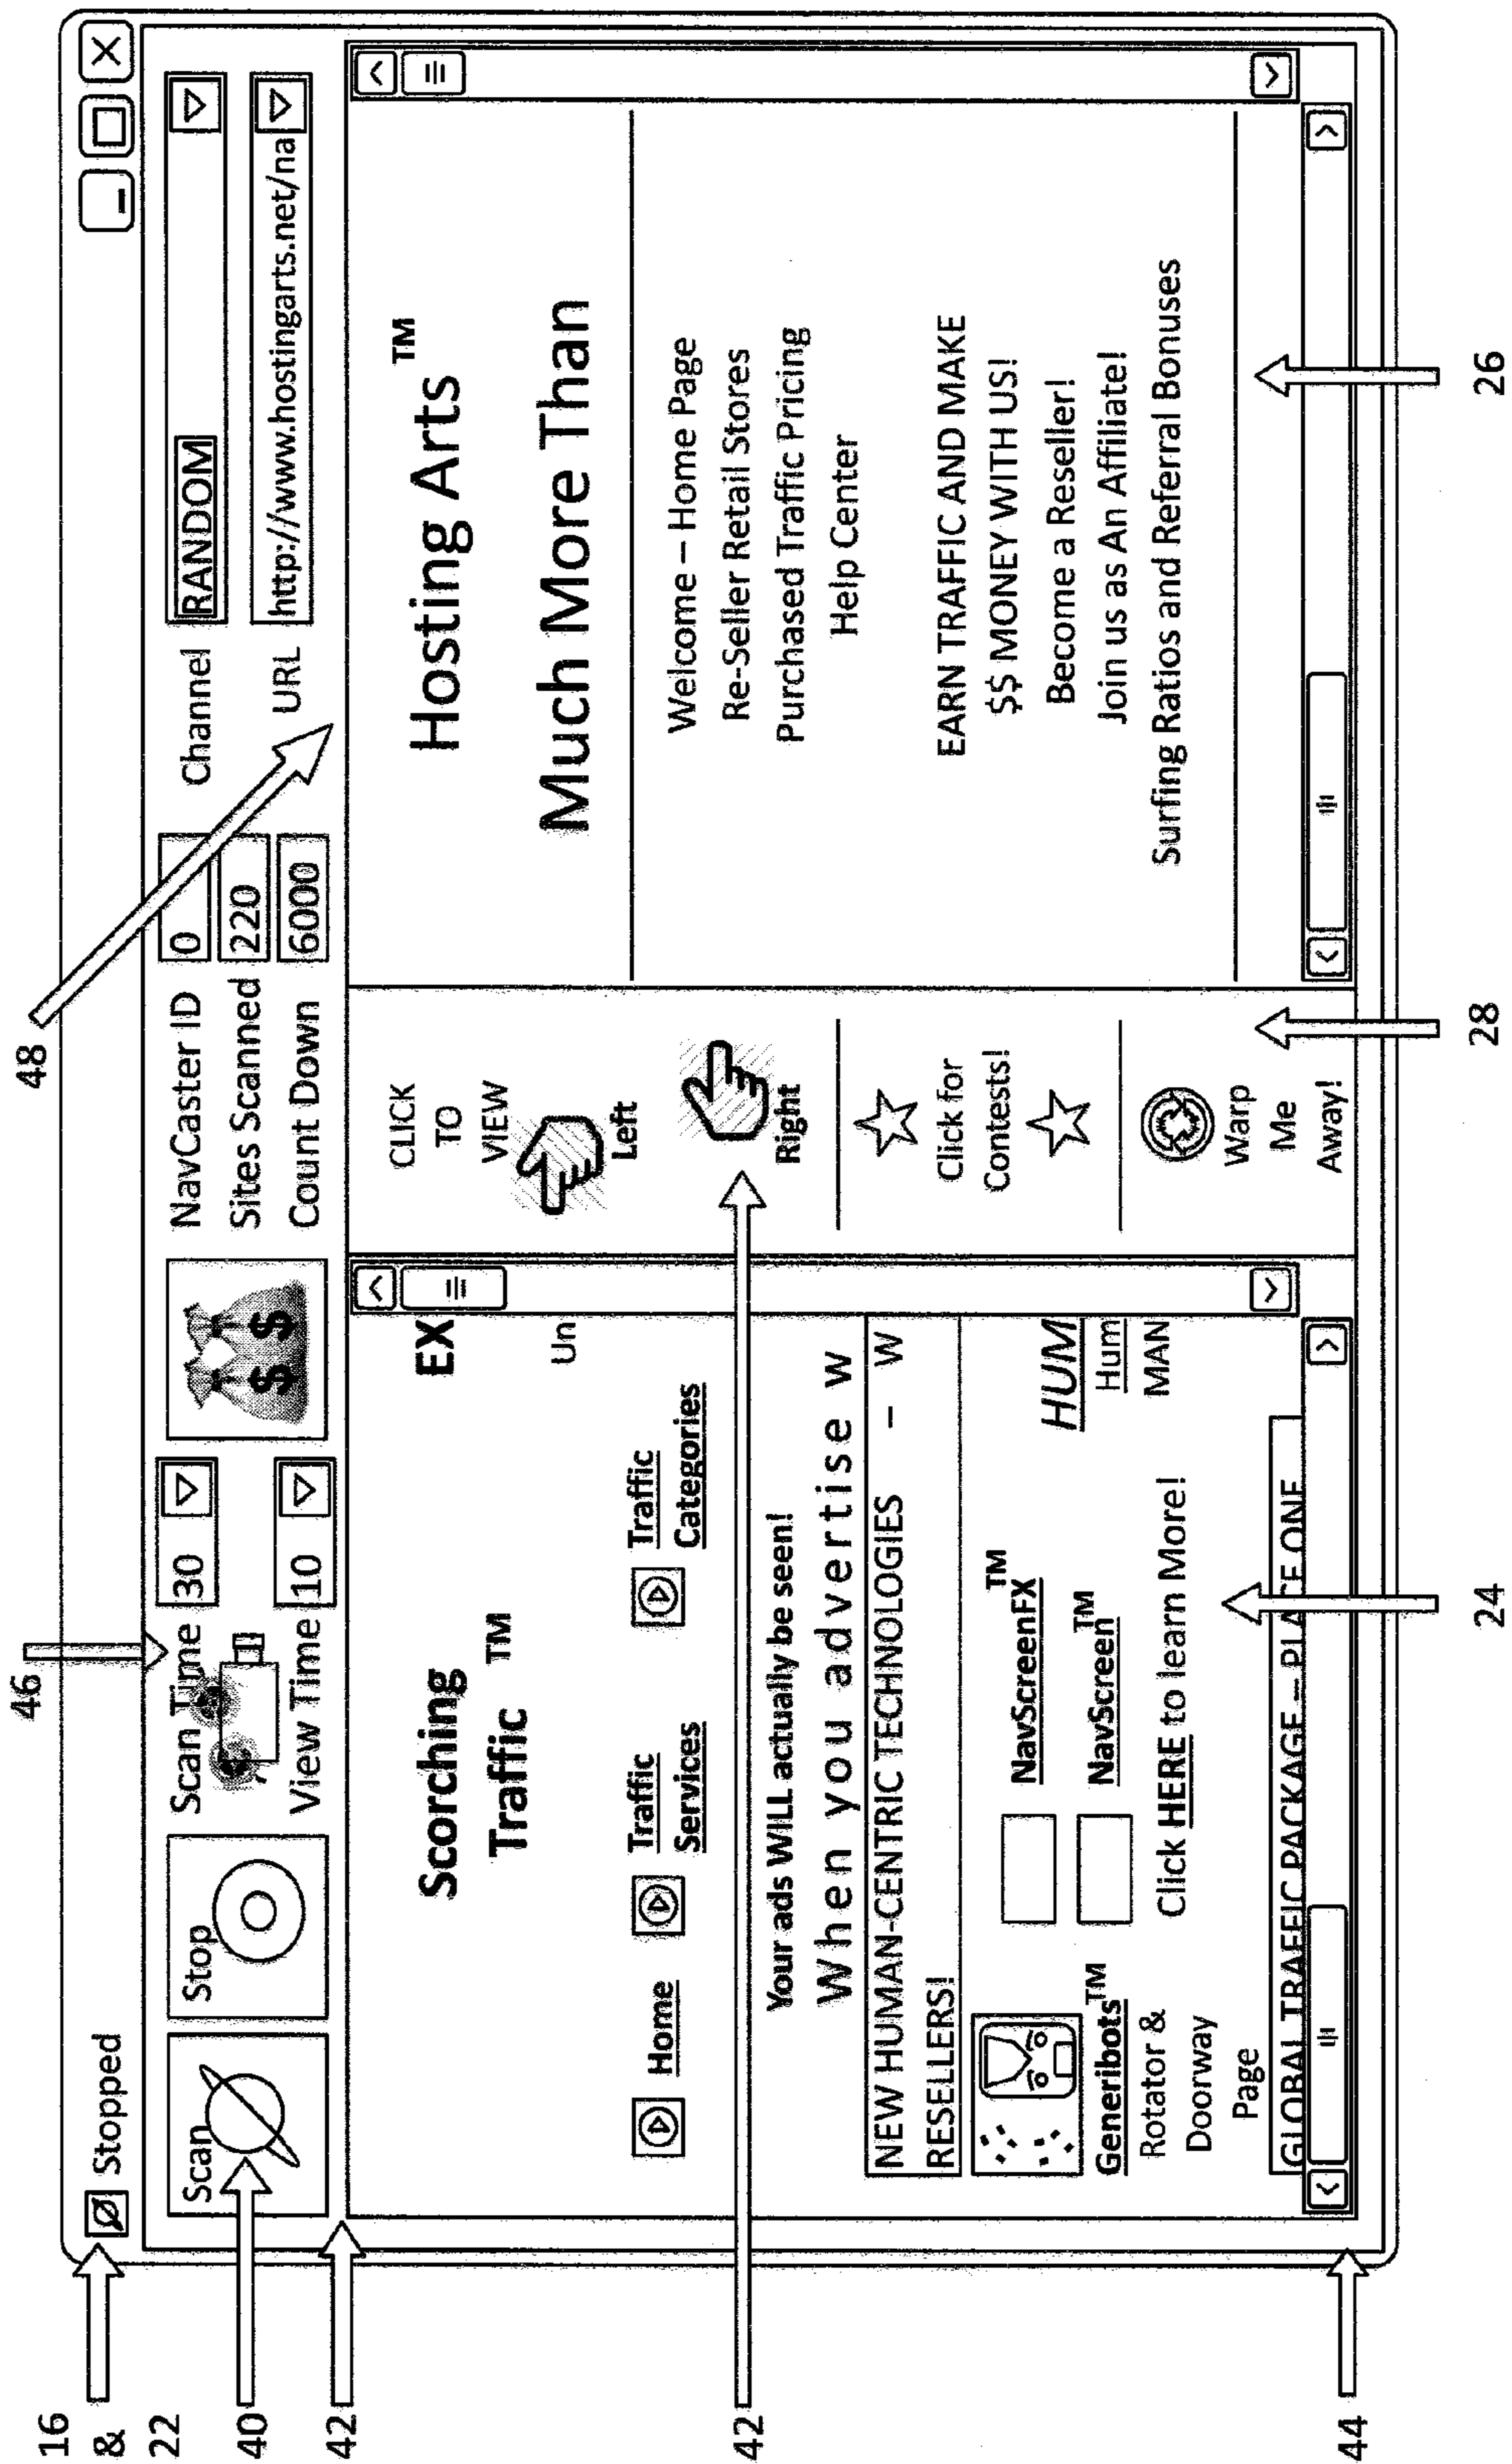 48
46
16
&
22
40
42
42
44
Stopped
Scan
Stop
Scan Time 30
View Time 10
$ $
NavCaster ID 0
Sites Scanned 220
Count Down 6000
Channel RANDOM
URL http://www.hostingarts.net/na
Scorching
Traffic ™
EX
Un
Home
Traffic
Services
Traffic
Categories
Your ads WILL actually be seen!
When you advertise w
NEW HUMAN-CENTRIC TECHNOLOGIES – W
RESELLERS!
Generibots™
Rotator &
Doorway
Page
NavScreenFX™
NavScreen™
Click HERE to learn More!
HUM
Hum
MAN
GLOBAL TRAFFIC PACKAGE – PLACE ONE
CLICK
TO
VIEW
Left
Right
Click for
Contests!
Warp
Me
Away!
Hosting Arts™
Much More Than
Welcome – Home Page
Re-Seller Retail Stores
Purchased Traffic Pricing
Help Center
EARN TRAFFIC AND MAKE
$$ MONEY WITH US!
Become a Reseller!
Join us as An Affiliate!
Surfing Ratios and Referral Bonuses
24
28
26